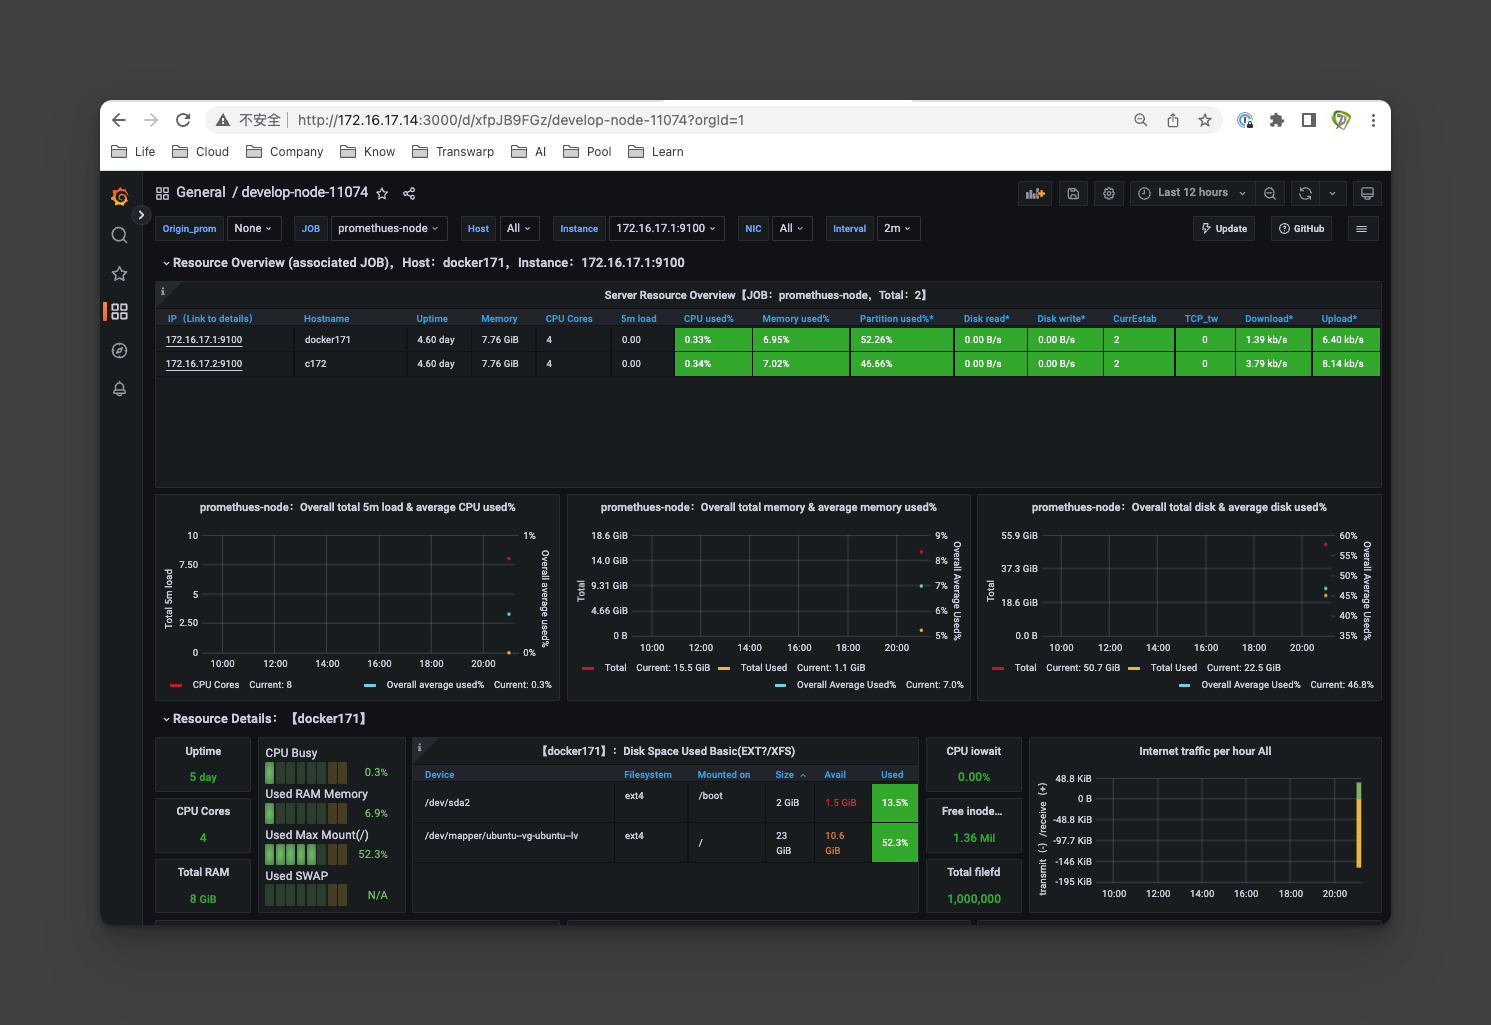 不安全 http://172.16.17.14:3000/d/xfpJB9FGz/develop-node-11074?orgId=1
Life Cloud Company Know Transwarp AI Pool Learn
General / develop-node-11074
Last 12 hours
Origin_prom None JOB promethues-node Host All Instance 172.16.17.1:9100 NIC All Interval 2m Update GitHub
Resource Overview (associated JOB)，Host：docker171，Instance：172.16.17.1:9100
Server Resource Overview【JOB：promethues-node，Total：2】
IP（Link to details） Hostname Uptime Memory CPU Cores 5m load CPU used% Memory used% Partition used%* Disk read* Disk write* CurrEstab TCP_tw Download* Upload*
172.16.17.1:9100 docker171 4.60 day 7.76 GiB 4 0.00 0.33% 6.95% 52.26% 0.00 B/s 0.00 B/s 2 0 1.39 kb/s 6.40 kb/s
172.16.17.2:9100 c172 4.60 day 7.76 GiB 4 0.00 0.34% 7.02% 46.66% 0.00 B/s 0.00 B/s 2 0 3.79 kb/s 8.14 kb/s
promethues-node：Overall total 5m load & average CPU used%
Total 5m load
10
7.50
5
2.50
0
1%
0%
Overall average used%
10:00 12:00 14:00 16:00 18:00 20:00
CPU Cores Current: 8 Overall average used% Current: 0.3%
promethues-node：Overall total memory & average memory used%
Total
18.6 GiB
14.0 GiB
9.31 GiB
4.66 GiB
0 B
9%
8%
7%
6%
5%
Overall Average Used%
10:00 12:00 14:00 16:00 18:00 20:00
Total Current: 15.5 GiB Total Used Current: 1.1 GiB
Overall Average Used% Current: 7.0%
promethues-node：Overall total disk & average disk used%
Total
55.9 GiB
37.3 GiB
18.6 GiB
0.0 B
60%
55%
50%
45%
40%
35%
Overall Average Used%
10:00 12:00 14:00 16:00 18:00 20:00
Total Current: 50.7 GiB Total Used Current: 22.5 GiB
Overall Average Used% Current: 46.8%
Resource Details：【docker171】
Uptime
5 day
CPU Cores
4
Total RAM
8 GiB
CPU Busy
0.3%
Used RAM Memory
6.9%
Used Max Mount(/)
52.3%
Used SWAP
N/A
【docker171】：Disk Space Used Basic(EXT?/XFS)
Device Filesystem Mounted on Size Avail Used
/dev/sda2 ext4 /boot 2 GiB 1.5 GiB 13.5%
/dev/mapper/ubuntu--vg-ubuntu--lv ext4 / 23 GiB 10.6 GiB 52.3%
CPU iowait
0.00%
Free inode...
1.36 Mil
Total filefd
1,000,000
Internet traffic per hour All
transmit（-）/receive（+）
48.8 KiB
0 B
-48.8 KiB
-97.7 KiB
-146 KiB
-195 KiB
10:00 12:00 14:00 16:00 18:00 20:00